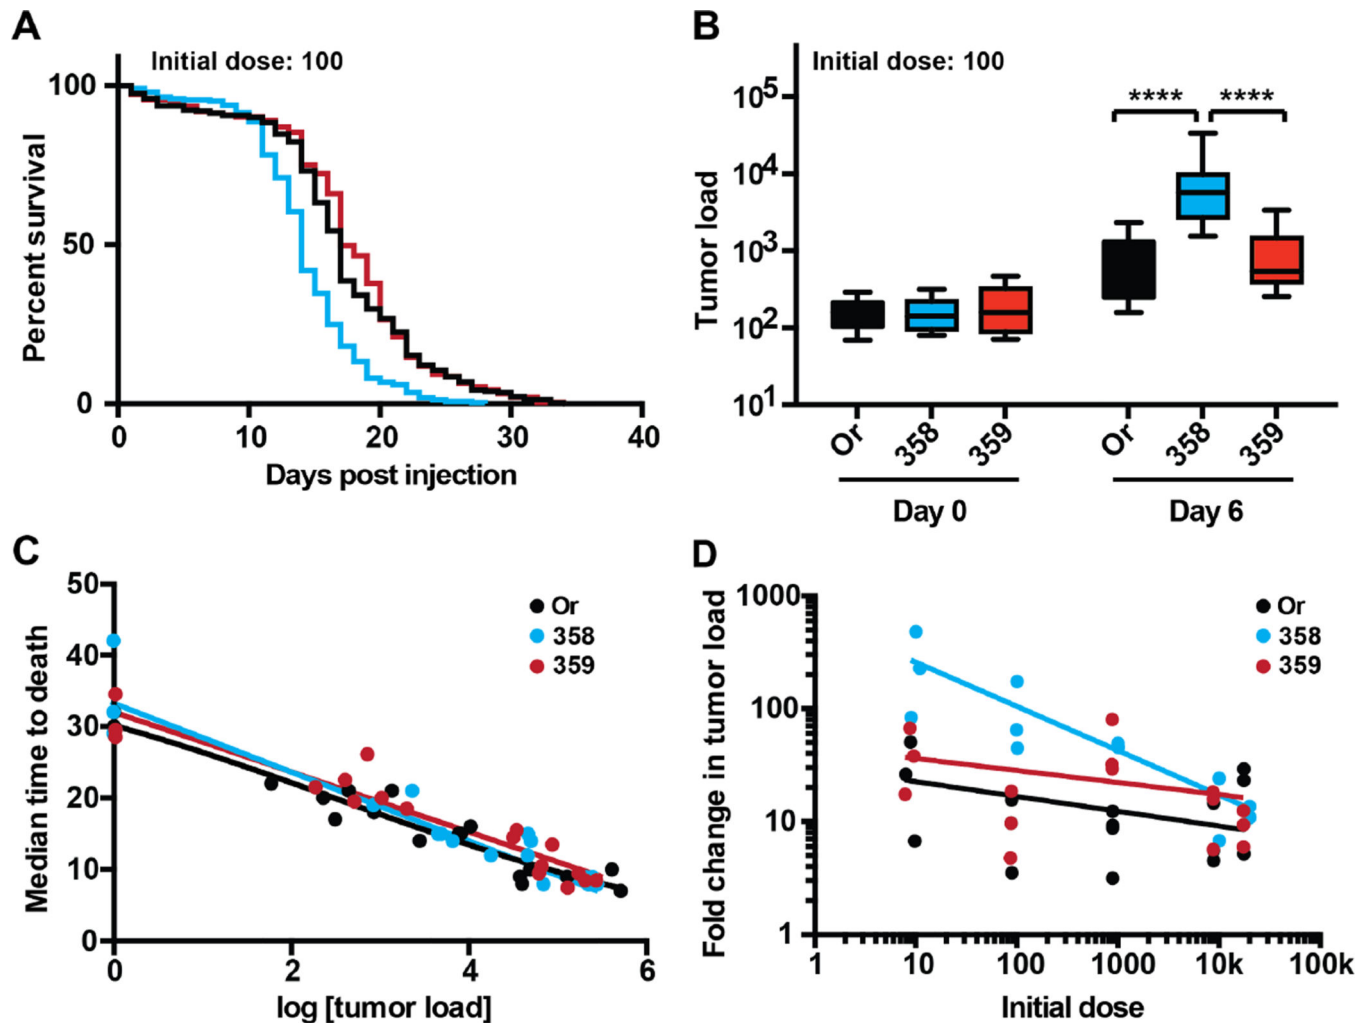 A
Initial dose: 100
Percent survival
100
50
0
0 10 20 30 40
Days post injection
B
Initial dose: 100
Tumor load
10^5
10^4
10^3
10^2
10^1
**** ****
Or 358 359 Or 358 359
Day 0 Day 6
C
Median time to death
50
40
30
20
10
0
0 2 4 6
log [tumor load]
Or
358
359
D
Fold change in tumor load
1000
100
10
1
1 10 100 1000 10k 100k
Initial dose
Or
358
359